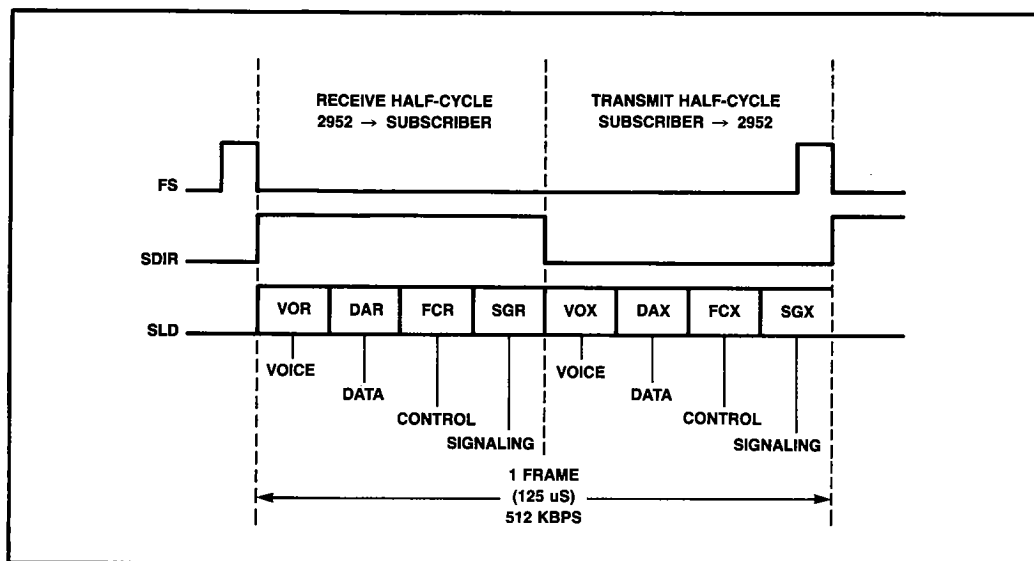 RECEIVE HALF-CYCLE
2952 → SUBSCRIBER
TRANSMIT HALF-CYCLE
SUBSCRIBER → 2952
FS
SDIR
SLD
VOR DAR FCR SGR VOX DAX FCX SGX
VOICE
DATA
CONTROL
SIGNALING
VOICE
DATA
CONTROL
SIGNALING
1 FRAME
(125 uS)
512 KBPS